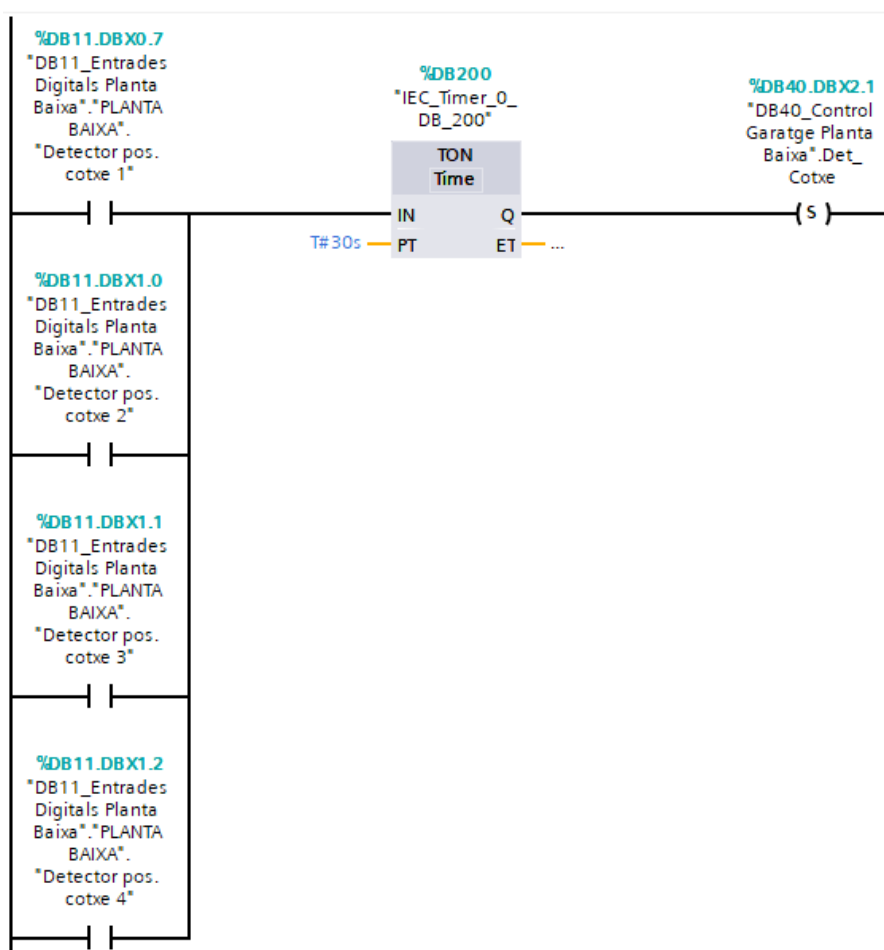 %DB11.DBX0.7
"DB11_Entrades
Digitals Planta
Baixa"."PLANTA
BAIXA".
"Detector pos.
cotxe 1"
%DB200
"IEC_Timer_0_
DB_200"
TON
Time
IN
Q
T#30s
PT
ET
...
%DB40.DBX2.1
"DB40_Control
Garatge Planta
Baixa".Det_
Cotxe
S
%DB11.DBX1.0
"DB11_Entrades
Digitals Planta
Baixa"."PLANTA
BAIXA".
"Detector pos.
cotxe 2"
%DB11.DBX1.1
"DB11_Entrades
Digitals Planta
Baixa"."PLANTA
BAIXA".
"Detector pos.
cotxe 3"
%DB11.DBX1.2
"DB11_Entrades
Digitals Planta
Baixa"."PLANTA
BAIXA".
"Detector pos.
cotxe 4"